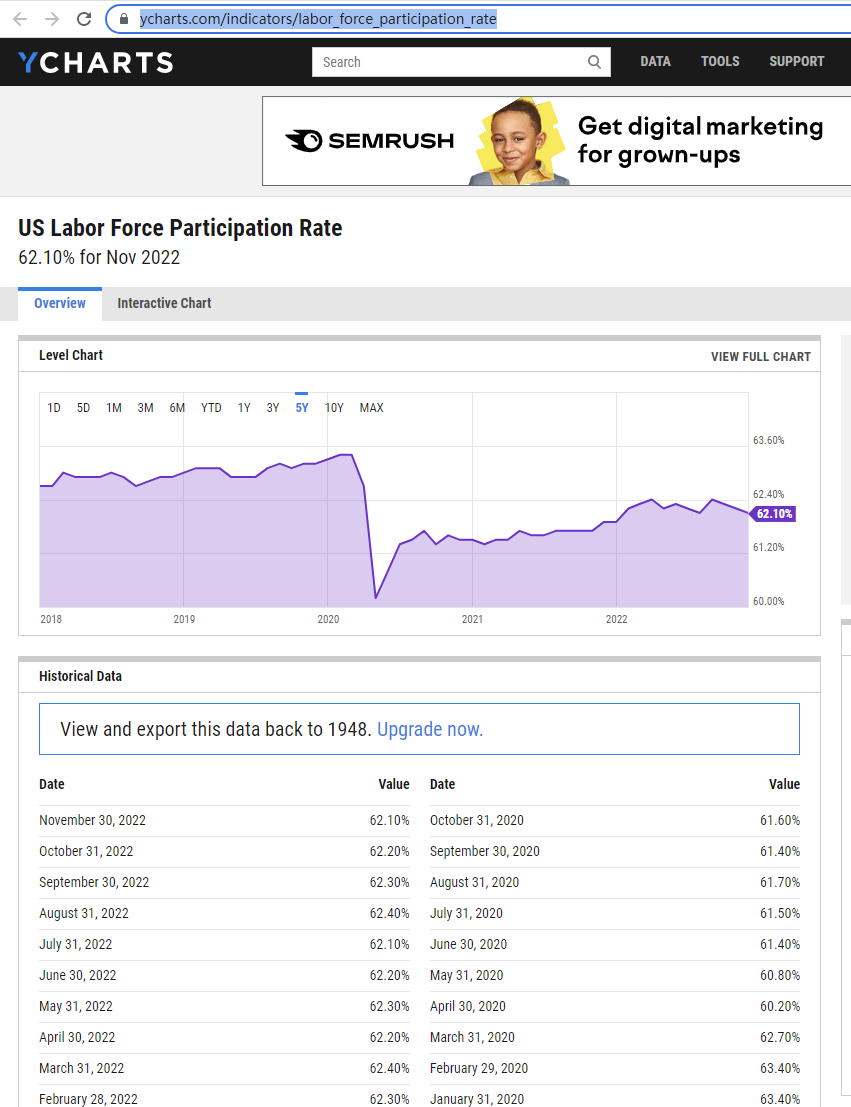 ycharts.com/indicators/labor_force_participation_rate
YCHARTS
Search
DATA TOOLS SUPPORT
SEMRUSH
Get digital marketing
for grown-ups
US Labor Force Participation Rate
62.10% for Nov 2022
Overview Interactive Chart
Level Chart VIEW FULL CHART
1D 5D 1M 3M 6M YTD 1Y 3Y 5Y 10Y MAX
63.60%
62.40%
62.10%
61.20%
60.00%
2018 2019 2020 2021 2022
Historical Data
View and export this data back to 1948. Upgrade now.
Date Value Date Value
November 30, 2022 62.10% October 31, 2020 61.60%
October 31, 2022 62.20% September 30, 2020 61.40%
September 30, 2022 62.30% August 31, 2020 61.70%
August 31, 2022 62.40% July 31, 2020 61.50%
July 31, 2022 62.10% June 30, 2020 61.40%
June 30, 2022 62.20% May 31, 2020 60.80%
May 31, 2022 62.30% April 30, 2020 60.20%
April 30, 2022 62.20% March 31, 2020 62.70%
March 31, 2022 62.40% February 29, 2020 63.40%
February 28, 2022 62.30% January 31, 2020 63.40%